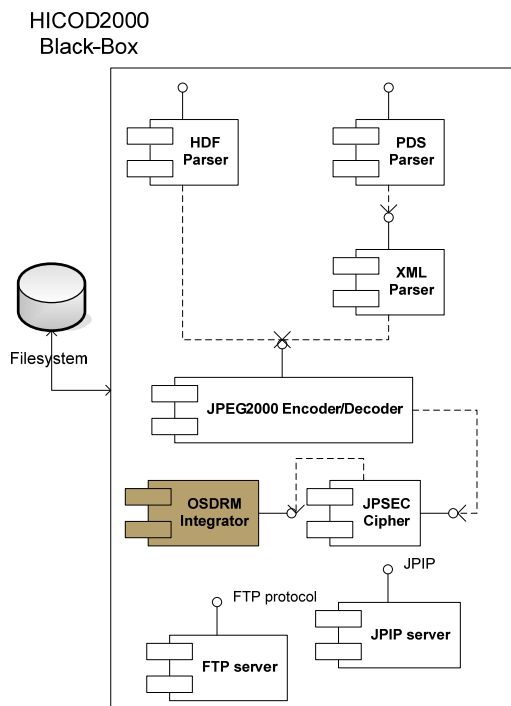 HICOD2000
Black-Box
HDF
Parser
PDS
Parser
XML
Parser
Filesystem
JPEG2000 Encoder/Decoder
OSDRM
Integrator
JPSEC
Cipher
JPIP
FTP protocol
JPIP server
FTP server